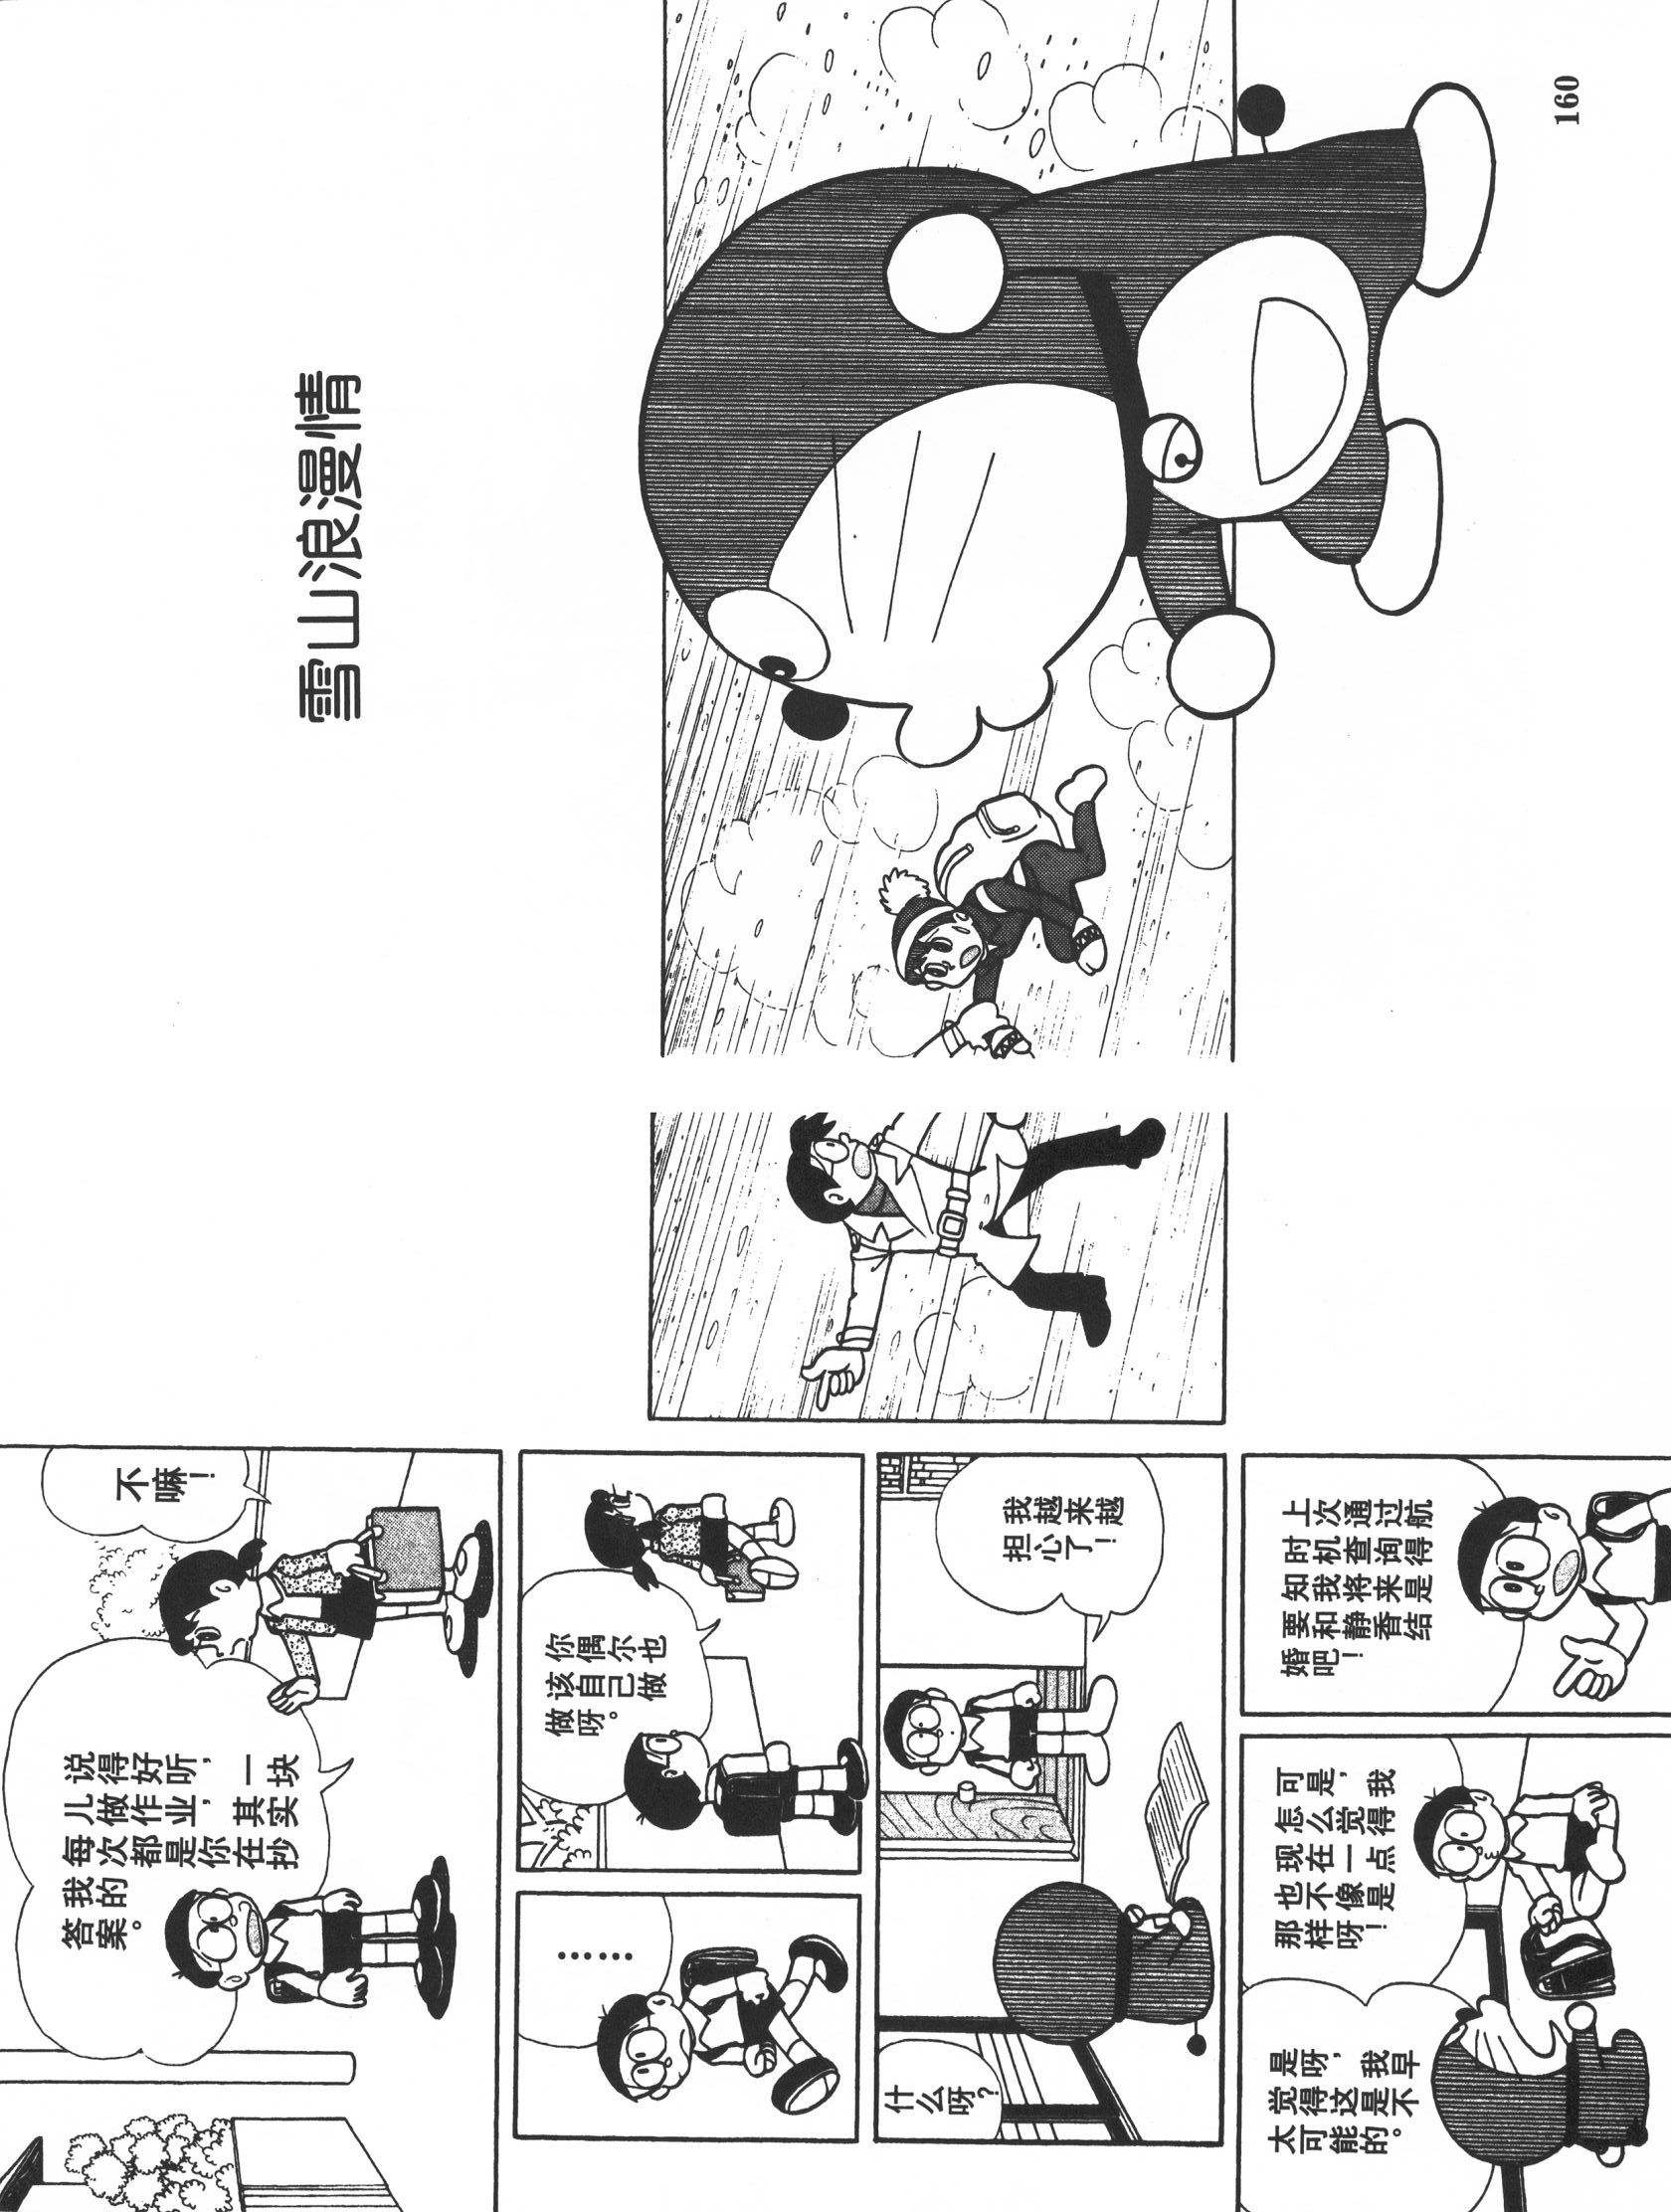 160
雪山浪漫情
不嘛！
说得好听，一块
儿做作业，其实
每次都是你在抄
我的
答案。
你偶尔也
该自己做
做呀。
……
我越来越
担心了！
什么呀？
上次通过航
时机查询得
知我将来是
要和静香结
婚吧！
可是，我
怎么觉得
现在一点
也不像是
那样呀！
是呀，我早
觉得这是不
太可能的。